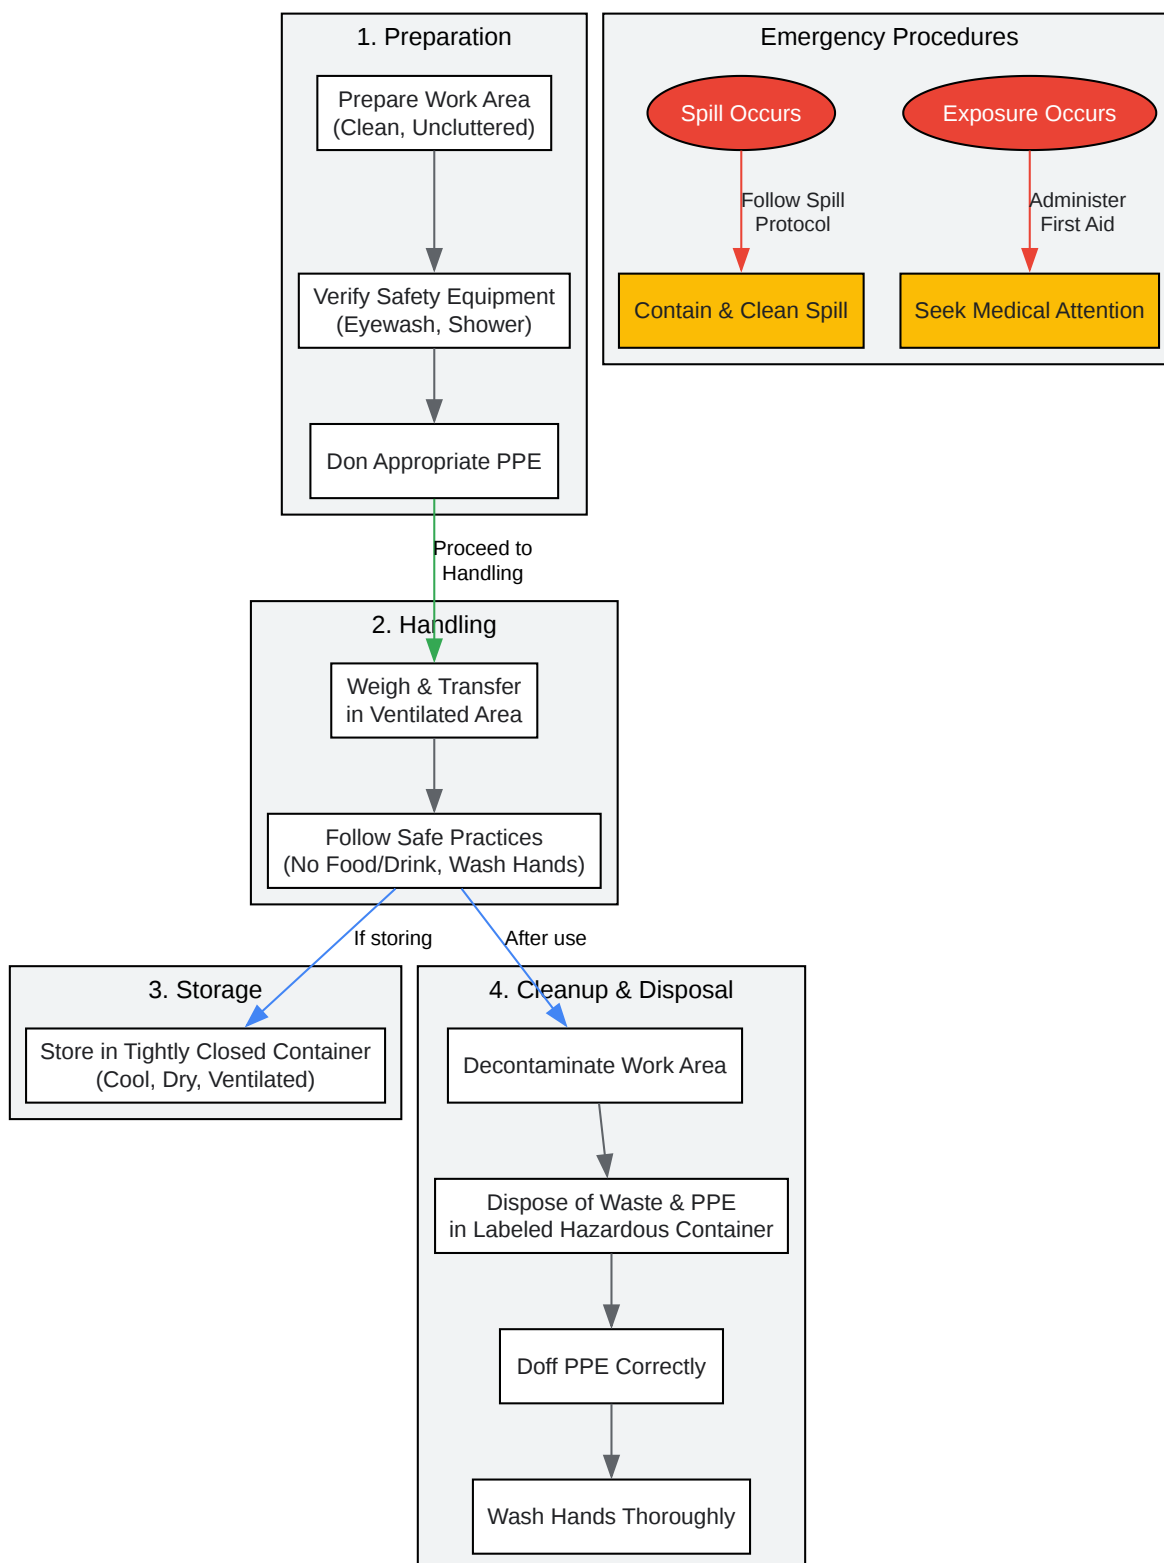 1. Preparation
Prepare Work Area
(Clean, Uncluttered)
Verify Safety Equipment
(Eyewash, Shower)
Don Appropriate PPE
Emergency Procedures
Spill Occurs
Exposure Occurs
Follow Spill
Protocol
Administer
First Aid
Contain & Clean Spill
Seek Medical Attention
Proceed to
Handling
2. Handling
Weigh & Transfer
in Ventilated Area
Follow Safe Practices
(No Food/Drink, Wash Hands)
If storing
After use
3. Storage
Store in Tightly Closed Container
(Cool, Dry, Ventilated)
4. Cleanup & Disposal
Decontaminate Work Area
Dispose of Waste & PPE
in Labeled Hazardous Container
Doff PPE Correctly
Wash Hands Thoroughly